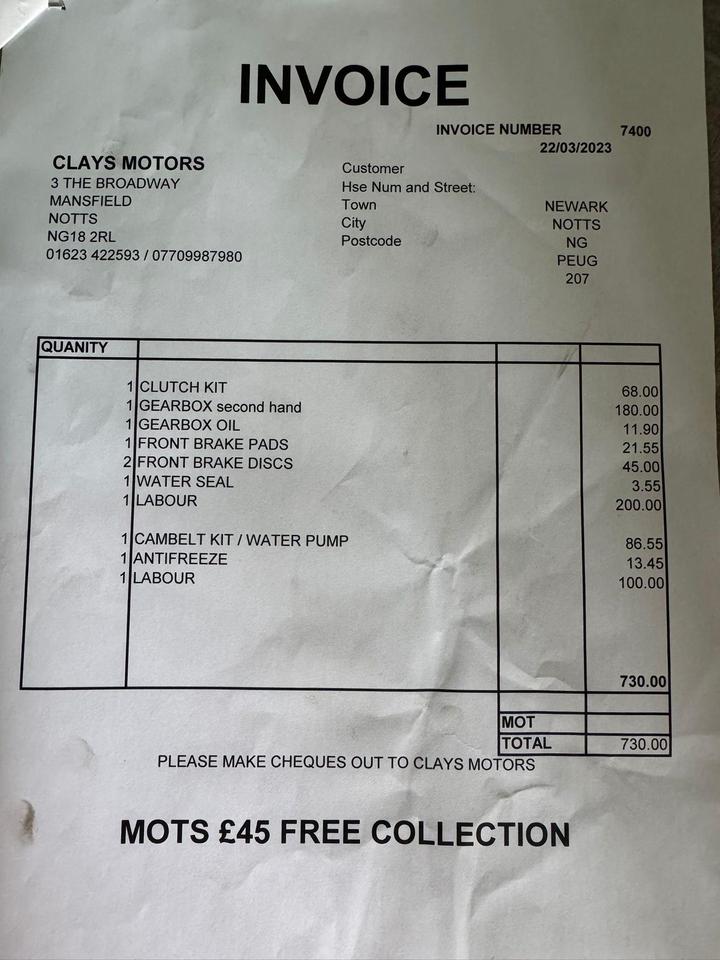 INVOICE
INVOICE NUMBER 7400
22/03/2023
CLAYS MOTORS
3 THE BROADWAY
MANSFIELD
NOTTS
NG18 2RL
01623 422593 / 07709987980
Customer
Hse Num and Street:
Town NEWARK
City NOTTS
Postcode NG
PEUG
207
QUANITY
1 CLUTCH KIT 68.00
1 GEARBOX second hand 180.00
1 GEARBOX OIL 11.90
1 FRONT BRAKE PADS 21.55
2 FRONT BRAKE DISCS 45.00
1 WATER SEAL 3.55
1 LABOUR 200.00
1 CAMBELT KIT / WATER PUMP 86.55
1 ANTIFREEZE 13.45
1 LABOUR 100.00
730.00
MOT
TOTAL 730.00
PLEASE MAKE CHEQUES OUT TO CLAYS MOTORS
MOTS £45 FREE COLLECTION